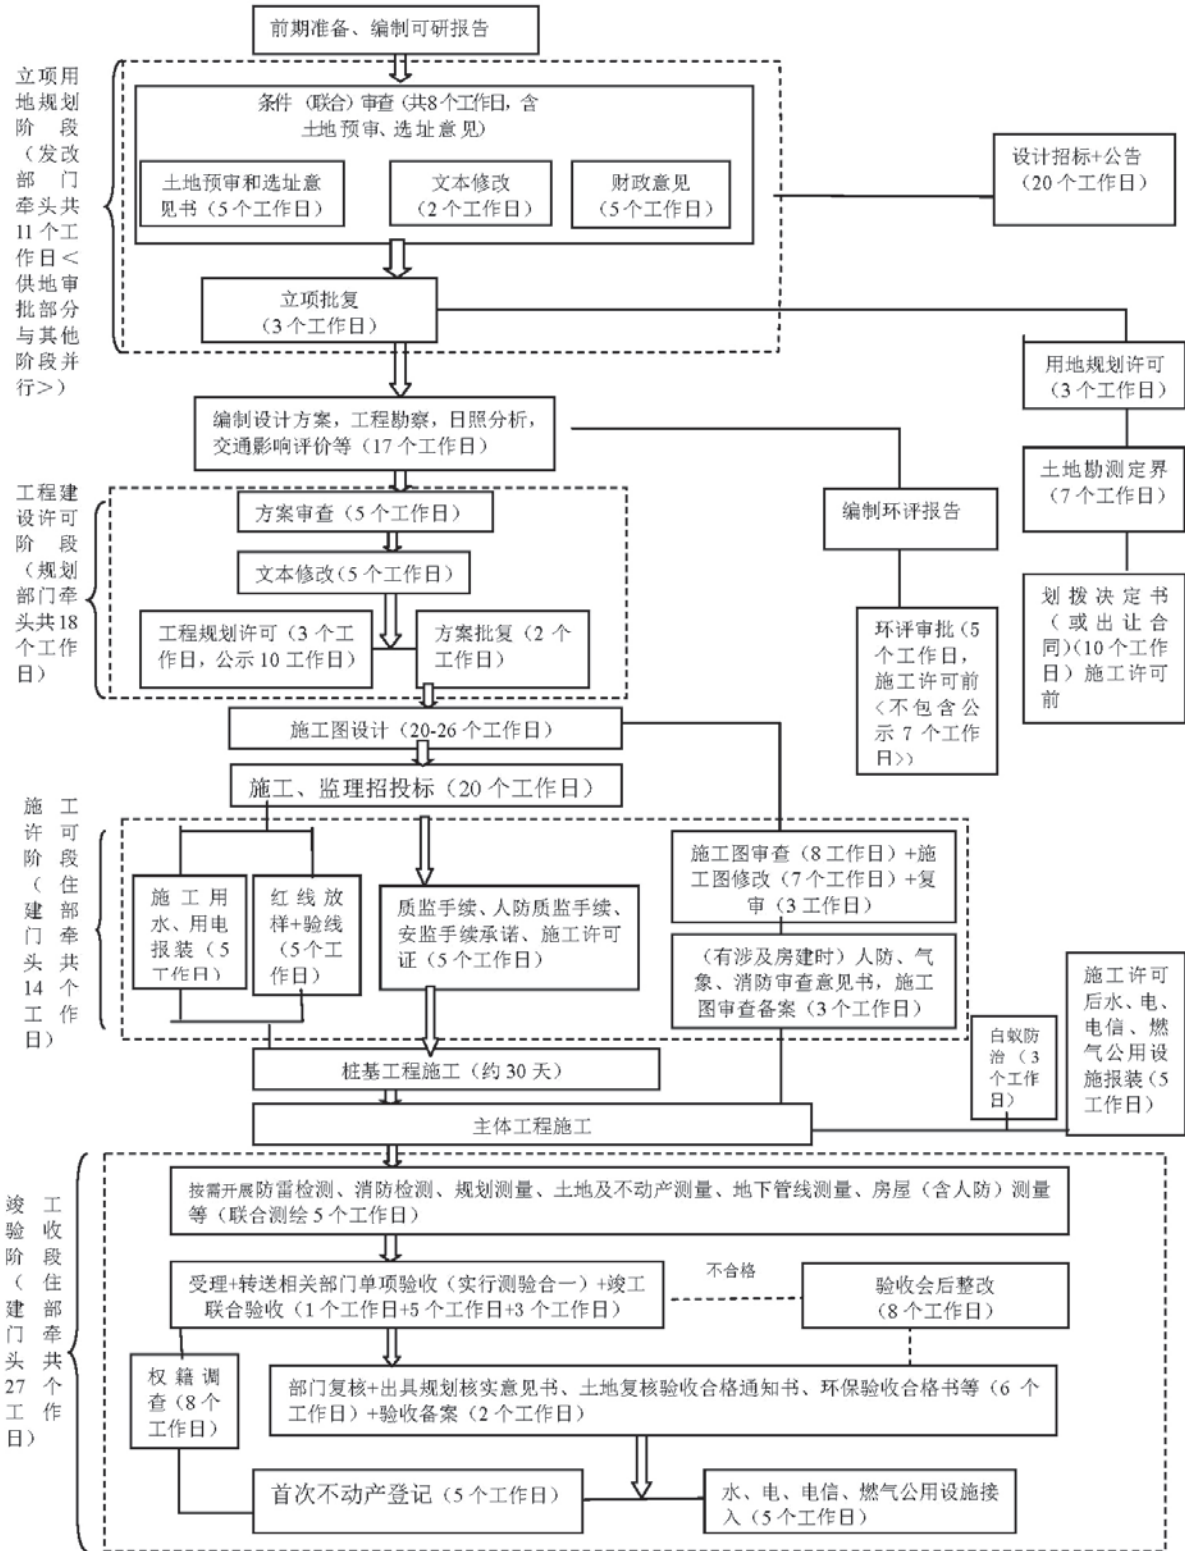 前期准备、编制可研报告
立项用
地规划
阶段
（发改
部门
牵头共
11个工
作日＜
供地审
批部分
与其他
阶段并
行＞）
条件（联合）审查（共8个工作日，含
土地预审、选址意见）
土地预审和选址意
见书（5个工作日）
文本修改
（2个工作日）
财政意见
（5个工作日）
设计招标+公告
（20个工作日）
立项批复
（3个工作日）
用地规划许可
（3个工作日）
编制设计方案，工程勘察，日照分析，
交通影响评价等（17个工作日）
土地勘测定界
（7个工作日）
编制环评报告
工程建
设许可
阶段
（规划
部门牵
头共18
个工作
日）
方案审查（5个工作日）
文本修改（5个工作日）
工程规划许可（3个工
作日，公示10工作日）
方案批复（2个
工作日）
划拨决定书
（或出让合
同）（10个工作
日）施工许可
前
环评审批（5
个工作日，
施工许可前
＜不包含公
示7个工作
日＞）
施工图设计（20-26个工作日）
施工、监理招投标（20个工作日）
施工
许可
阶段
（住
建部
门牵
头共
14个
工作
日）
施工用
水、用电
报装（5
工作日）
红线放
样+验线
（5个工
作日）
质监手续、人防质监手续、
安监手续承诺、施工许可
证（5个工作日）
施工图审查（8工作日）+施
工图修改（7个工作日）+复
审（3工作日）
（有涉及房建时）人防、气
象、消防审查意见书，施工
图审查备案（3个工作日）
施工许可
后水、电、
电信、燃
气公用设
施报装（5
工作日）
白蚁防
治（3
个工作
日）
桩基工程施工（约30天）
主体工程施工
竣工
验收
阶段
（住
建部
门牵
头共
27个
工作
日）
按需开展防雷检测、消防检测、规划测量、土地及不动产测量、地下管线测量、房屋（含人防）测量
等（联合测绘5个工作日）
受理+转送相关部门单项验收（实行测验合一）+竣工
联合验收（1个工作日+5个工作日+3个工作日）
不合格
验收会后整改
（8个工作日）
权籍调
查（8个
工作日）
部门复核+出具规划核实意见书、土地复核验收合格通知书、环保验收合格书等（6个
工作日）+验收备案（2个工作日）
首次不动产登记（5个工作日）
水、电、电信、燃气公用设施接
入（5个工作日）